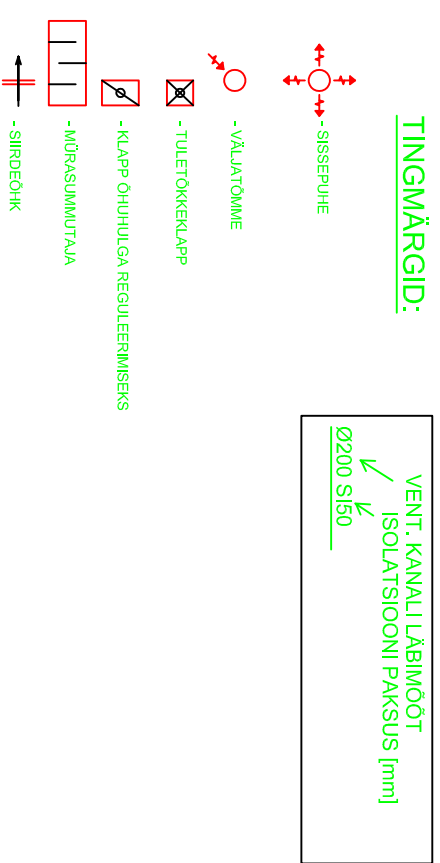 TINGMÄRGID:
- SISSEPUHE
- VÄLJATÕMME
- TULETÕKKEKLAPP
- KLAPP ÕHUHULGA REGULEERIMISEKS
- MÜRASUMMUTAJA
- SIIRDEÕHK
VENT. KANALI LÄBIMÕÕT
ISOLATSIOONI PAKSUS [mm]
Ø200 SI50